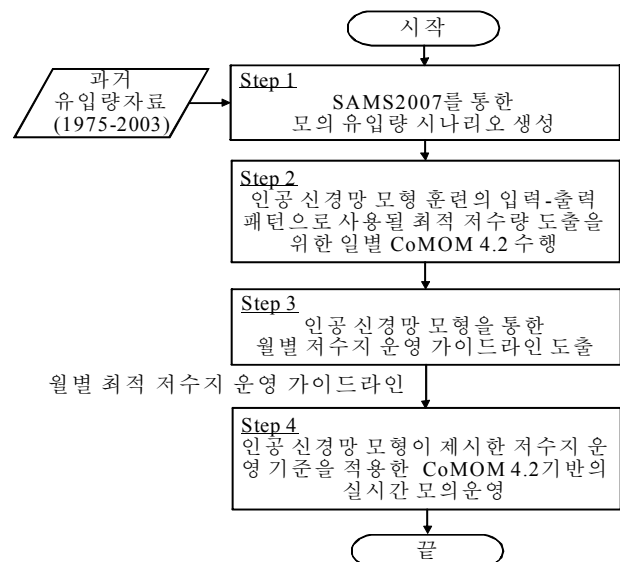 시작
과거
유입량자료
(1975-2003)
Step 1
SAMS2007를 통한
모의 유입량 시나리오 생성
Step 2
인공 신경망 모형 훈련의 입력-출력
패턴으로 사용될 최적 저수량 도출을
위한 일별 CoMOM 4.2 수행
Step 3
인공 신경망 모형을 통한
월별 저수지 운영 가이드라인 도출
월별 최적 저수지 운영 가이드라인
Step 4
인공 신경망 모형이 제시한 저수지 운
영 기준을 적용한 CoMOM 4.2기반의
실시간 모의운영
끝